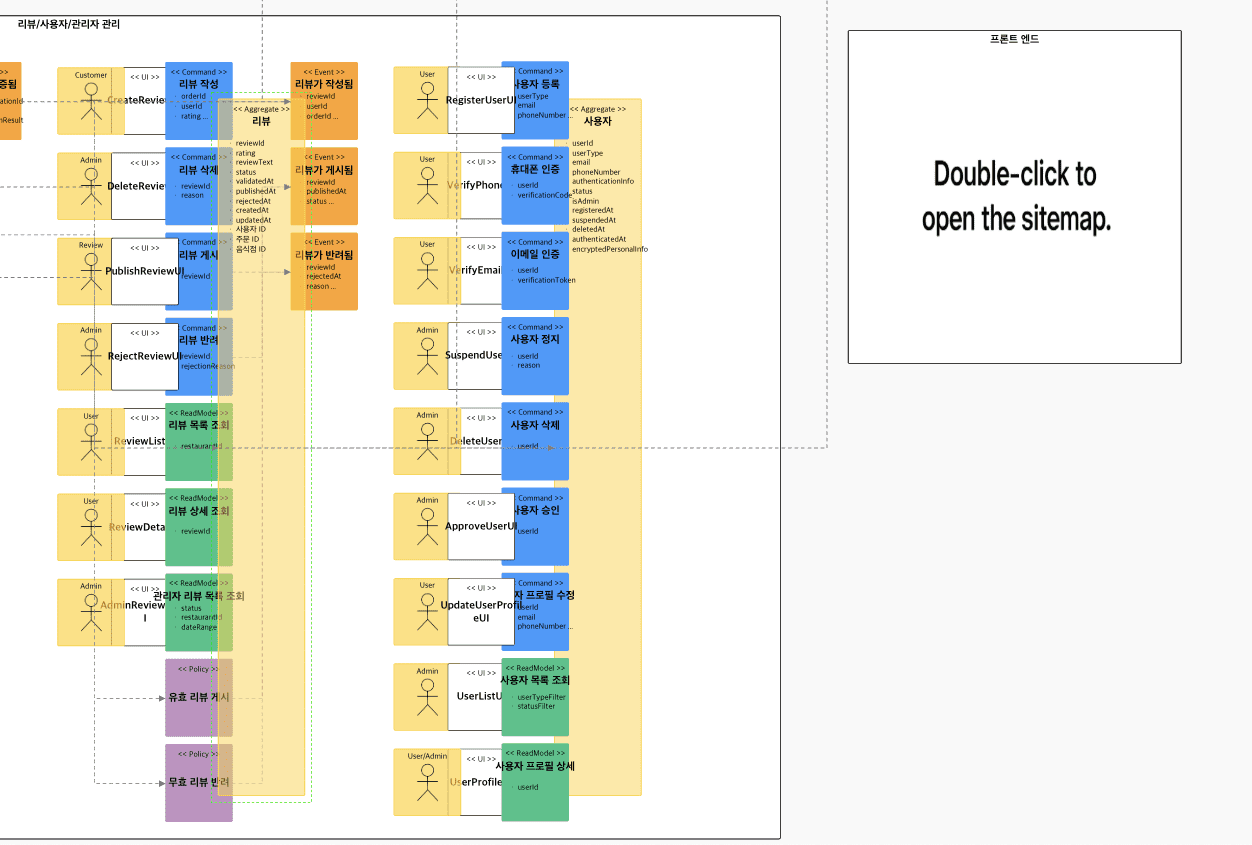 리뷰/사용자/관리자 관리
프론트 엔드
Double-click to
open the sitemap.
>>
증됨
ationId
nResult
Customer
<< UI >>
CreateReview
<< Command >>
리뷰 작성
orderId
userId
rating ...
<< Event >>
리뷰가 작성됨
reviewId
userId
orderId ...
<< Aggregate >>
리뷰
reviewId
rating
reviewText
status
validatedAt
publishedAt
rejectedAt
createdAt
updatedAt
사용자 ID
주문 ID
음식점 ID
Admin
<< UI >>
DeleteReview
<< Command
리뷰 삭제
reviewId
reason
<< Event >>
리뷰가 게시됨
reviewId
publishedAt
status ...
Review
<< UI >>
PublishReviewUI
Command
리뷰 게시
reviewId
<< Event >>
리뷰가 반려됨
reviewId
rejectedAt
reason ...
Admin
<< UI >>
RejectReviewUI
Command >>
리뷰 반려
reviewId
rejectionReason
User
<< UI >>
ReviewList
<< ReadModel >>
리뷰 목록 조회
restaurantId
User
<< UI >>
ReviewDeta
<< ReadModel >>
리뷰 상세 조회
reviewId
Admin
<< UI >>
AdminReview
I
<< ReadModel >>
관리자 리뷰 목록 조회
status
restaurantId
dateRange
<< Policy >>
유효 리뷰 게시
<< Policy >>
무효 리뷰 반려
User
<< UI >>
RegisterUserUI
Command >>
사용자 등록
userType
email
phoneNumber ...
<< Aggregate >>
사용자
userId
userType
email
phoneNumber
authenticationInfo
status
isAdmin
registeredAt
suspendedAt
deletedAt
authenticatedAt
encryptedPersonalInfo
User
<< UI >>
VerifyPhon
<< Command >>
휴대폰 인증
userId
verificationCode
User
<< UI >>
VerifyEmai
<< Command >>
이메일 인증
userId
verificationToken
Admin
<< UI >>
SuspendUse
<< Command >>
사용자 정지
userId
reason
Admin
<< UI >>
DeleteUser
<< Command >>
사용자 삭제
userId
Admin
<< UI >>
ApproveUserUI
Command >>
사용자 승인
userId
User
<< UI >>
UpdateUserProfil
eUI
Command >>
자 프로필 수정
userId
email
phoneNumber ...
Admin
<< UI >>
UserListU
<< ReadModel >>
사용자 목록 조회
userTypeFilter
statusFilter
User/Admin
<< UI >>
UserProfile
<< ReadModel >>
사용자 프로필 상세
userId